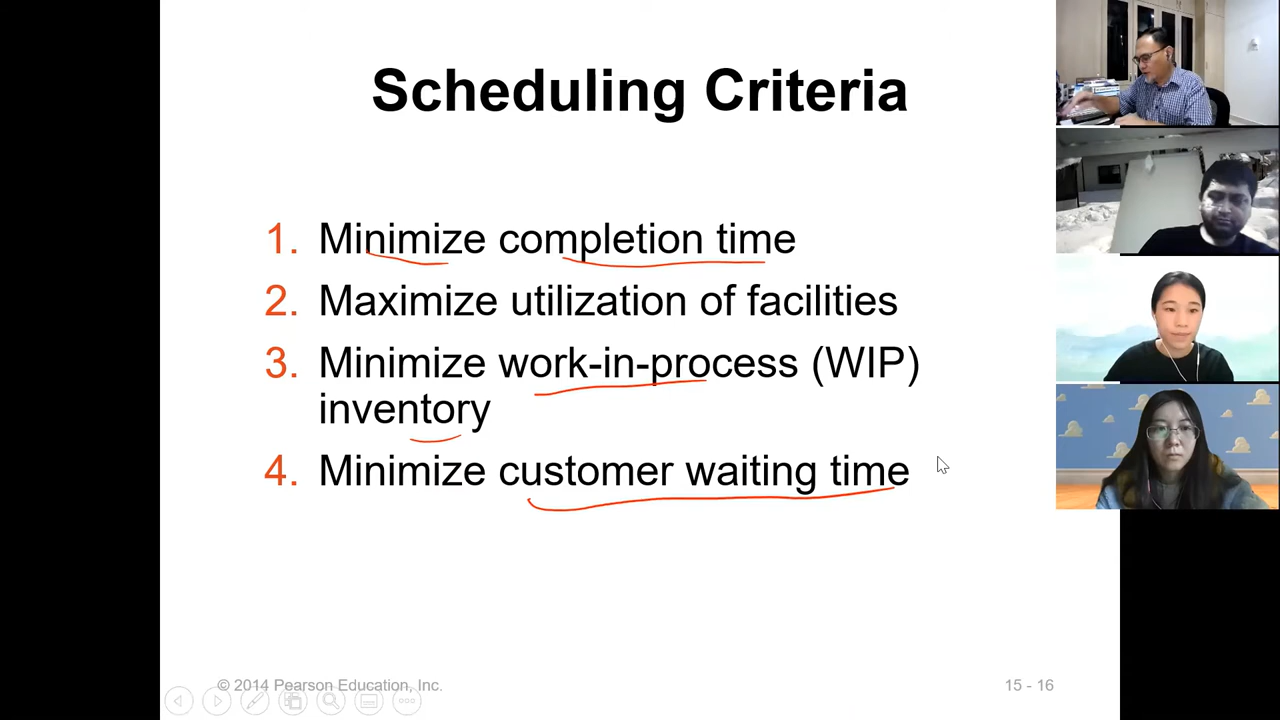 Scheduling Criteria
1. Minimize completion time
2. Maximize utilization of facilities
3. Minimize work-in-process (WIP)
inventory
4. Minimize customer waiting time
© 2014 Pearson Education, Inc.
15 - 16